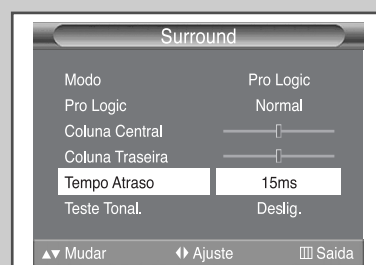 Surround
Modo Pro Logic
Pro Logic Normal
Coluna Central
Coluna Traseira
Tempo Atraso 15ms
Teste Tonal. Deslig.
▲▼ Mudar ◀▶ Ajuste Saida